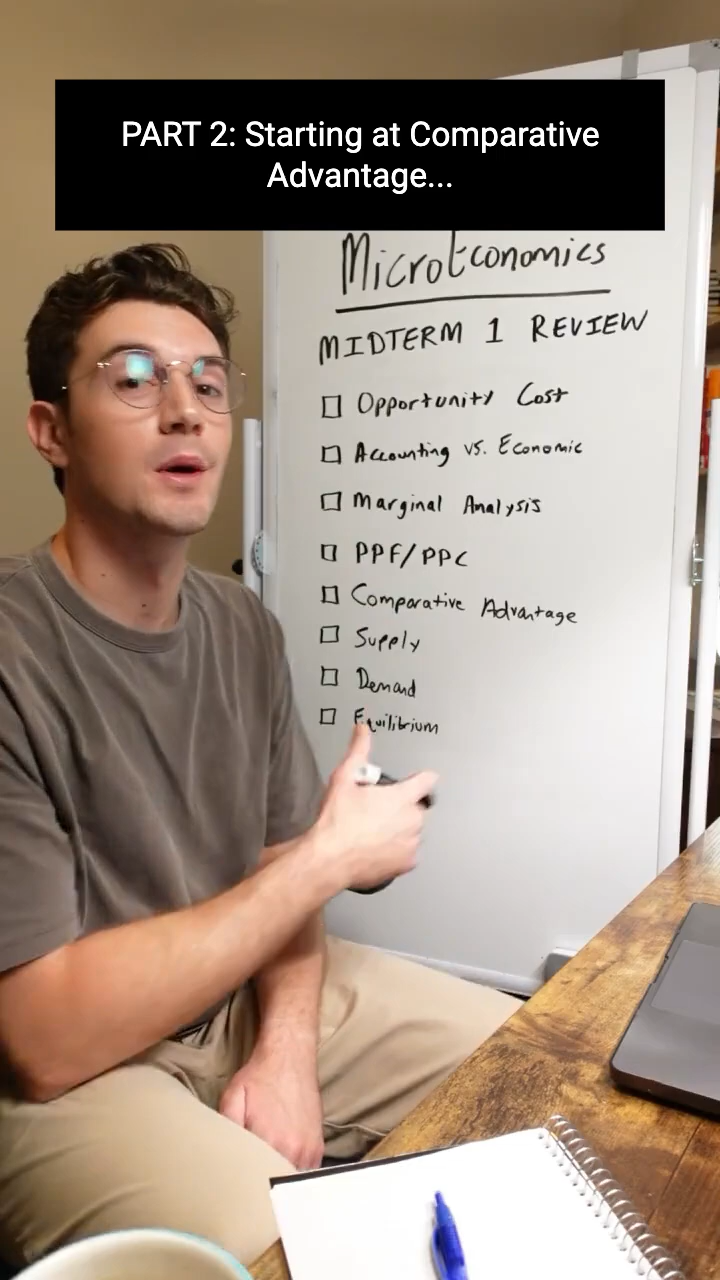 PART 2: Starting at Comparative
Advantage...
MicroEconomics
MIDTERM 1 REVIEW
Opportunity Cost
Accounting vs. Economic
Marginal Analysis
PPF/PPC
Comparative Advantage
Supply
Demand
Equilibrium